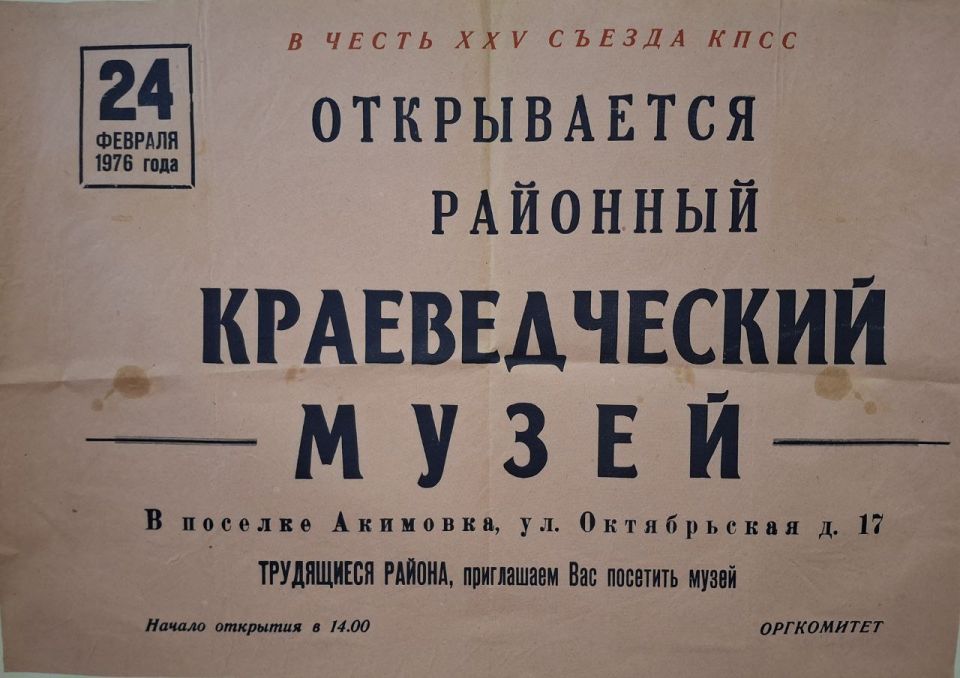 В ЧЕСТЬ XXV СЪЕЗДА КПСС
24
ФЕВРАЛЯ
1976 года
ОТКРЫВАЕТСЯ
РАЙОННЫЙ
КРАЕВЕДЧЕСКИЙ
МУЗЕЙ
В поселке Акимовка, ул. Октябрьская д. 17
ТРУДЯЩИЕСЯ РАЙОНА, приглашаем Вас посетить музей
Начало открытия в 14.00
ОРГКОМИТЕТ